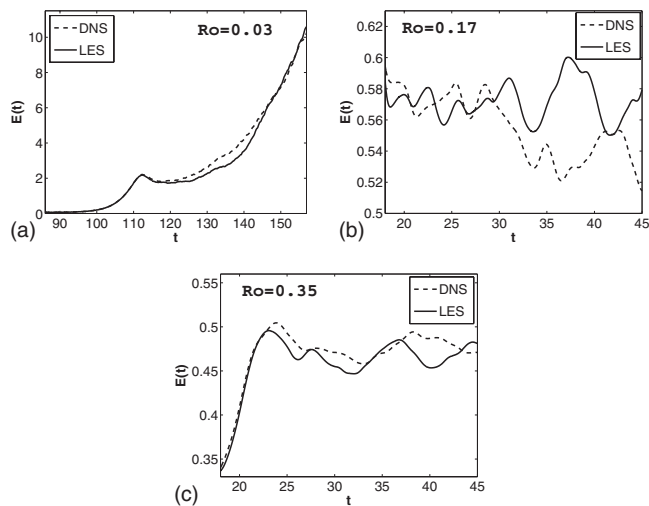 DNS
LES
Ro=0.03
E(t)
10
8
6
4
2
0
90 100 110 120 130 140 150
t
(a)
Ro=0.17
DNS
LES
E(t)
0.62
0.6
0.58
0.56
0.54
0.52
0.5
20 25 30 35 40 45
t
(b)
Ro=0.35
DNS
LES
E(t)
0.55
0.5
0.45
0.4
0.35
20 25 30 35 40 45
t
(c)